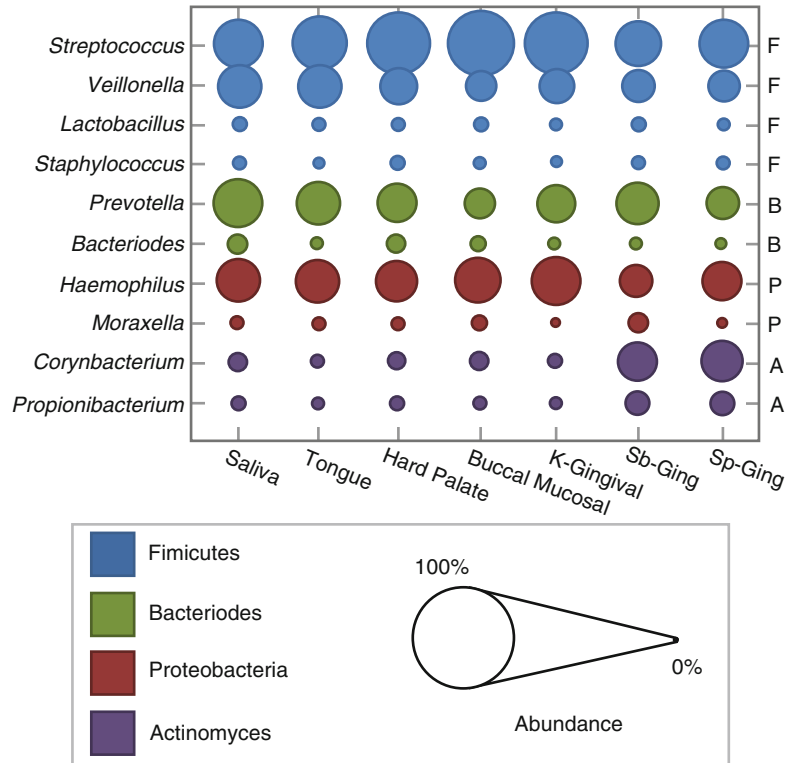 Streptococcus F
Veillonella F
Lactobacillus F
Staphylococcus F
Prevotella B
Bacteriodes B
Haemophilus P
Moraxella P
Corynbacterium A
Propionibacterium A
Saliva Tongue Hard Palate Buccal Mucosal K-Gingival Sb-Ging Sp-Ging
Fimicutes
Bacteriodes
Proteobacteria
Actinomyces
100%
0%
Abundance